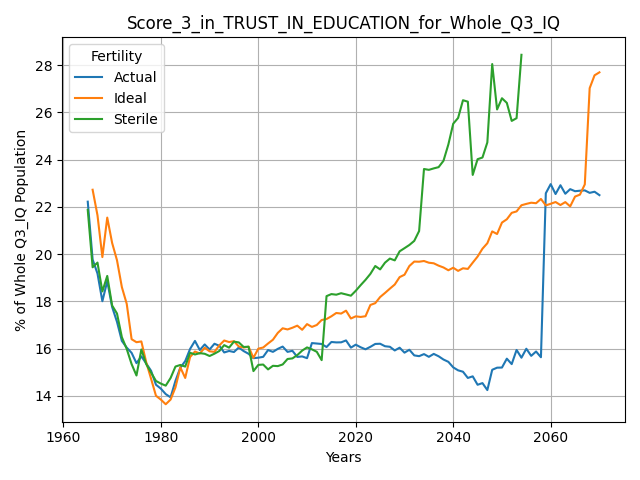 Score_3_in_TRUST_IN_EDUCATION_for_Whole_Q3_IQ
Fertility
Actual
Ideal
Sterile
% of Whole Q3_IQ Population
28
26
24
22
20
18
16
14
1960
1980
2000
2020
2040
2060
Years